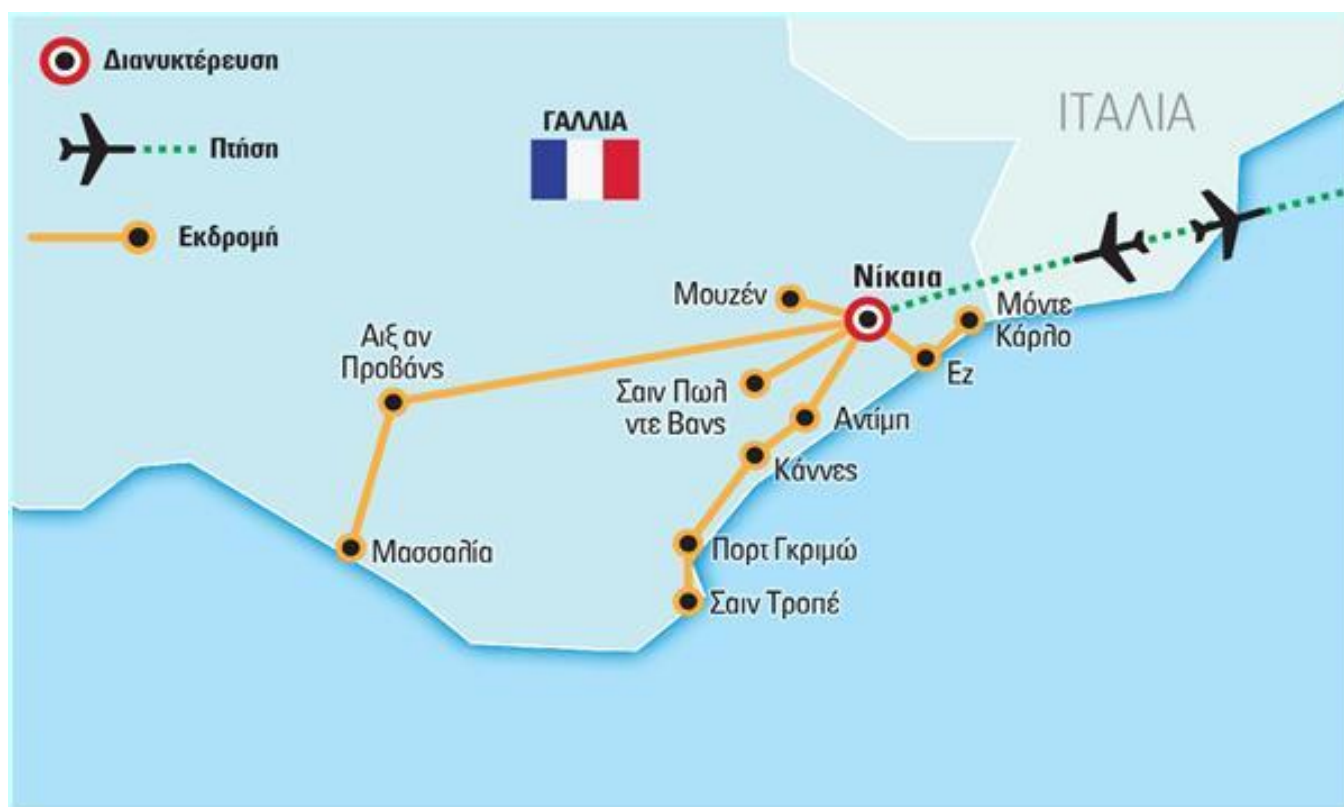 Διανυκτέρευση
Πτήση
Εκδρομή
ΓΑΛΛΙΑ
ΙΤΑΛΙΑ
Νίκαια
Μουζέν
Μόντε
Κάρλο
Εz
Αιξ αν
Προβάνς
Σαιν Πωλ
ντε Βανς
Αντίμπ
Κάννες
Μασσαλία
Πορτ Γκριμώ
Σαιν Τροπέ